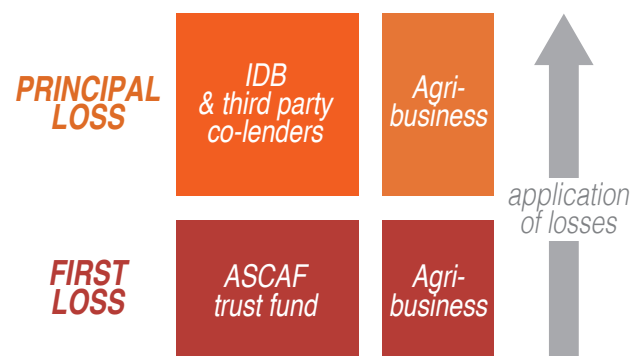 PRINCIPAL
LOSS
IDB
& third party
co-lenders
Agri-
business
application
of losses
FIRST
LOSS
ASCAF
trust fund
Agri-
business